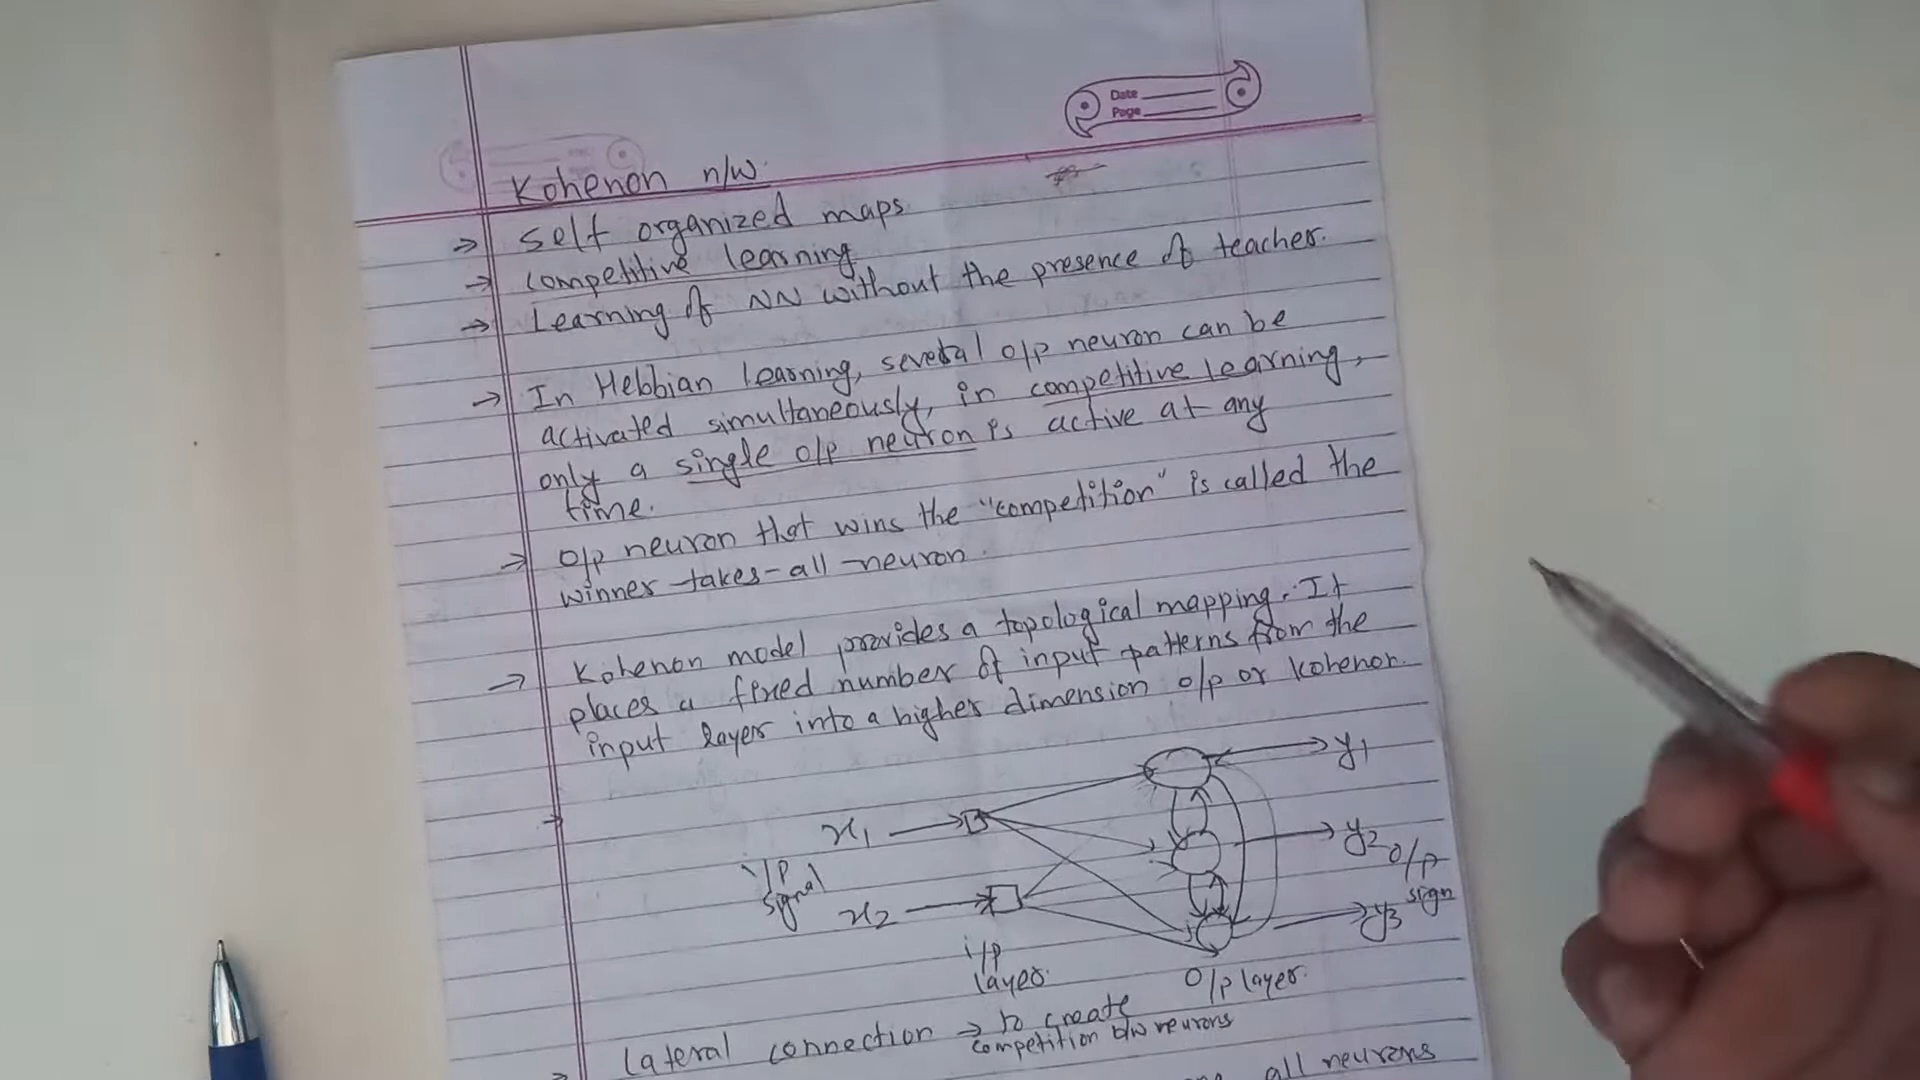 Date
Page
Kohenon n/w
→ Self organized maps.
→ competitive learning
→ Learning of NN without the presence of teacher.
→ In Hebbian learning, several o/p neuron can be
activated simultaneously, in competitive learning,
only a single o/p neuron is active at any
time.
→ O/p neuron that wins the "competition" is called the
winner-takes-all-neuron.
→ Kohenon model provides a topological mapping. It
places a fixed number of input patterns from the
input layer into a higher dimension o/p or Kohenon.
x1
y1
y2
i/p
signal
x2
o/p
sign
y3
i/p
layer.
O/p layer.
Lateral connection → to create
competition b/w neurons
all neurons